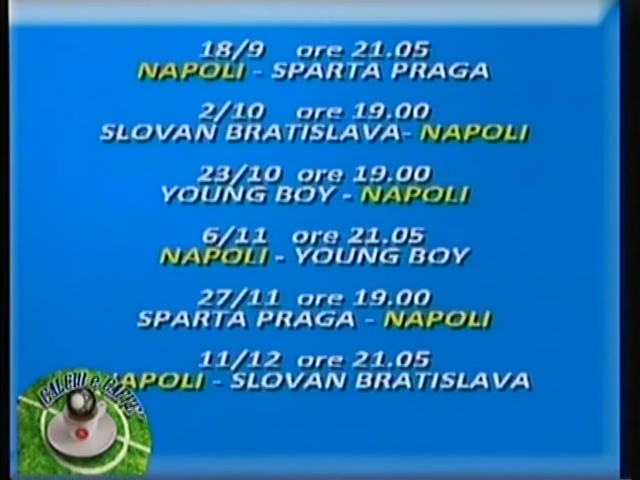 18/9 ore 21.05
NAPOLI - SPARTA PRAGA
2/10 ore 19.00
SLOVAN BRATISLAVA- NAPOLI
23/10 ore 19.00
YOUNG BOY - NAPOLI
6/11 ore 21.05
NAPOLI - YOUNG BOY
27/11 ore 19.00
SPARTA PRAGA - NAPOLI
11/12 ore 21.05
NAPOLI - SLOVAN BRATISLAVA